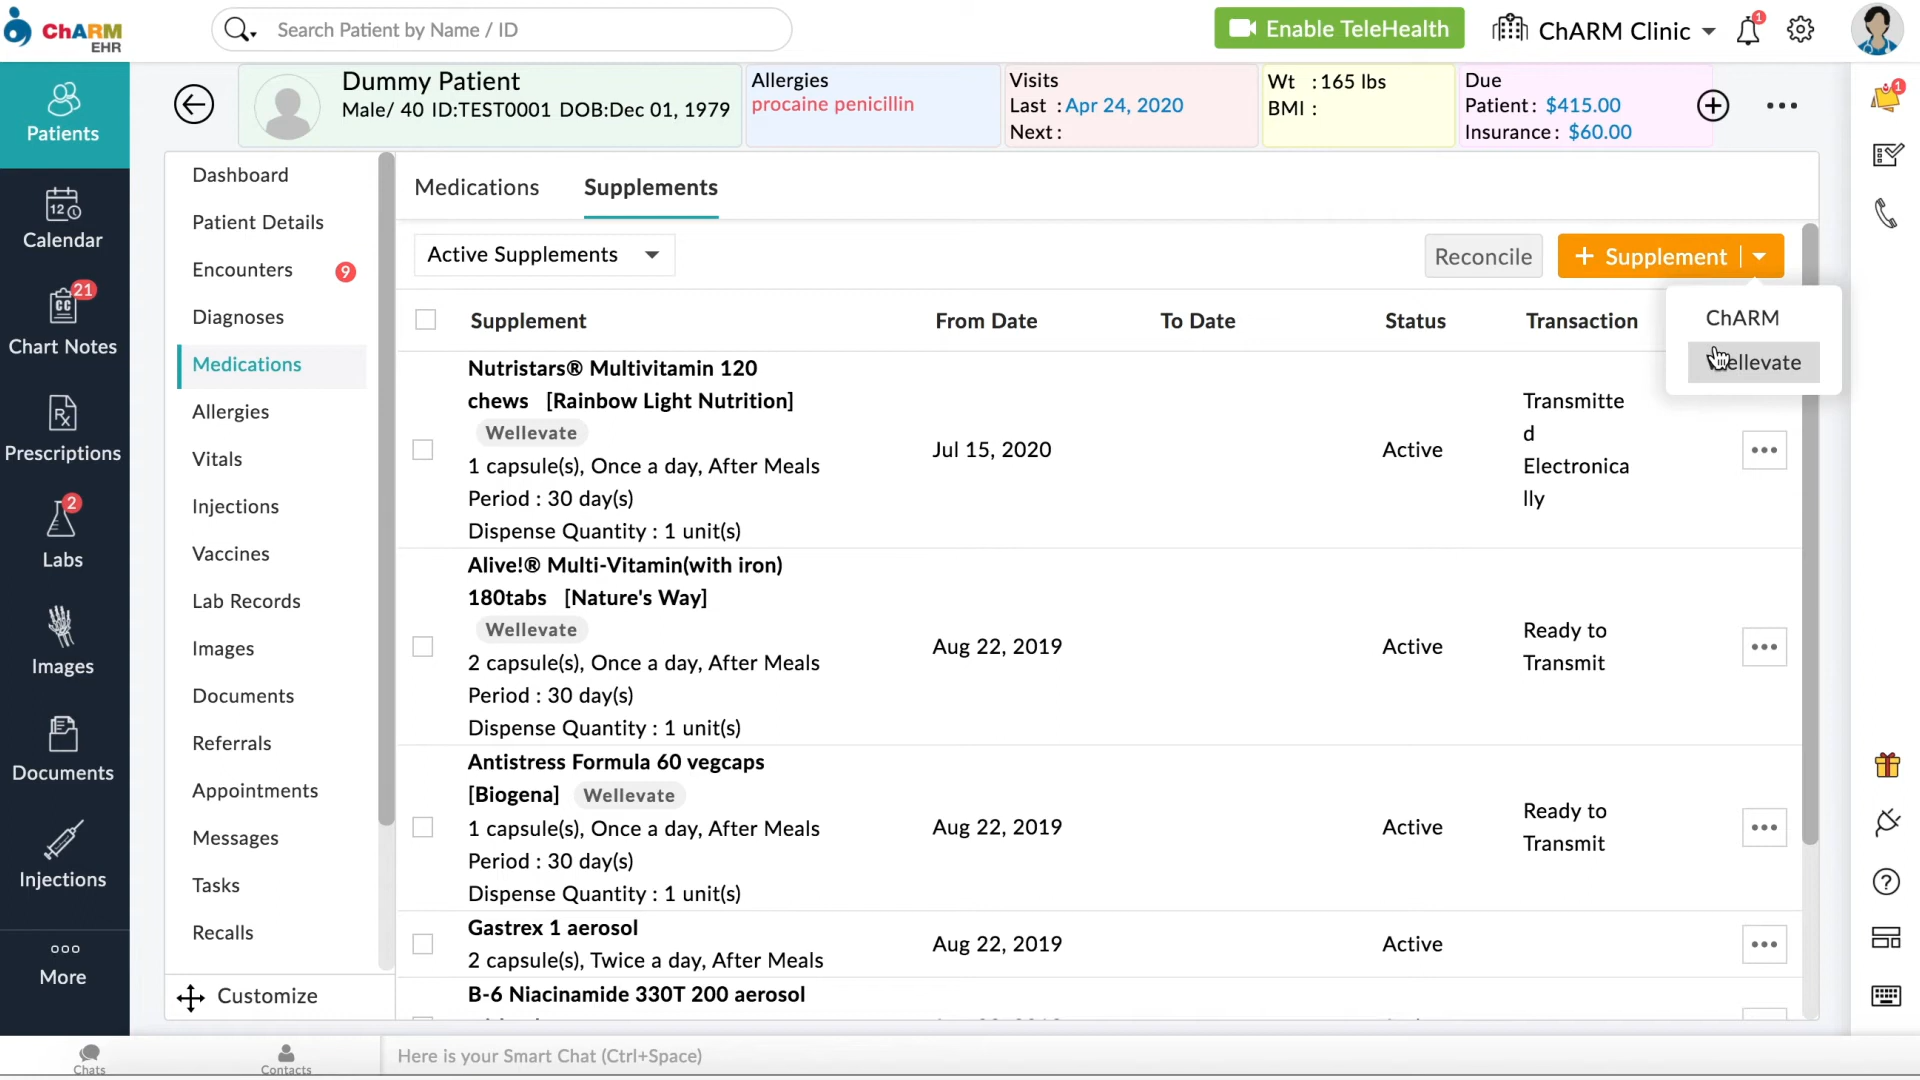 ChARM
EHR
Search Patient by Name / ID
Enable TeleHealth
ChARM Clinic
1
Patients
12
Calendar
21
CC
Chart Notes
Rx
Prescriptions
2
Labs
Images
Documents
Injections
More
Dummy Patient
Male/ 40 ID:TEST0001 DOB:Dec 01, 1979
Allergies
procaine penicillin
Visits
Last : Apr 24, 2020
Next :
Wt : 165 lbs
BMI :
Due
Patient : $415.00
Insurance : $60.00
1
Dashboard
Patient Details
Encounters 9
Diagnoses
Medications
Allergies
Vitals
Injections
Vaccines
Lab Records
Images
Documents
Referrals
Appointments
Messages
Tasks
Recalls
Customize
Medications Supplements
Active Supplements
Reconcile
+ Supplement
ChARM
ellevate
Supplement From Date To Date Status Transaction
Nutristars® Multivitamin 120
chews [Rainbow Light Nutrition]
Wellevate
1 capsule(s), Once a day, After Meals
Period : 30 day(s)
Dispense Quantity : 1 unit(s)
Jul 15, 2020
Active
Transmitte
d
Electronica
lly
Alive!® Multi-Vitamin(with iron)
180tabs [Nature's Way]
Wellevate
2 capsule(s), Once a day, After Meals
Period : 30 day(s)
Dispense Quantity : 1 unit(s)
Aug 22, 2019
Active
Ready to
Transmit
Antistress Formula 60 vegcaps
[Biogena] Wellevate
1 capsule(s), Once a day, After Meals
Period : 30 day(s)
Dispense Quantity : 1 unit(s)
Aug 22, 2019
Active
Ready to
Transmit
Gastrex 1 aerosol
2 capsule(s), Twice a day, After Meals
Aug 22, 2019
Active
B-6 Niacinamide 330T 200 aerosol
Chats
Contacts
Here is your Smart Chat (Ctrl+Space)